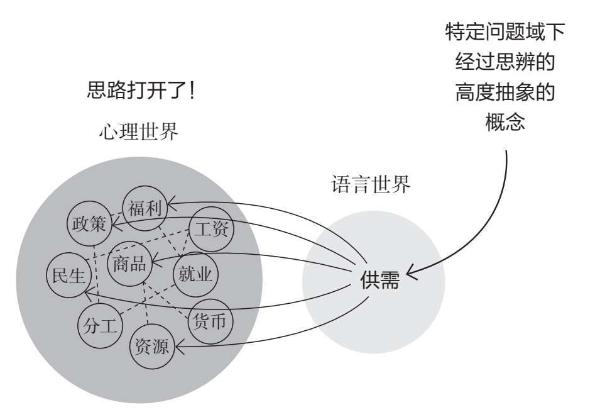 特定问题域下
经过思辨的
高度抽象的
概念
思路打开了！
心理世界
语言世界
福利
政策
工资
商品
民生
就业
供需
分工
货币
资源